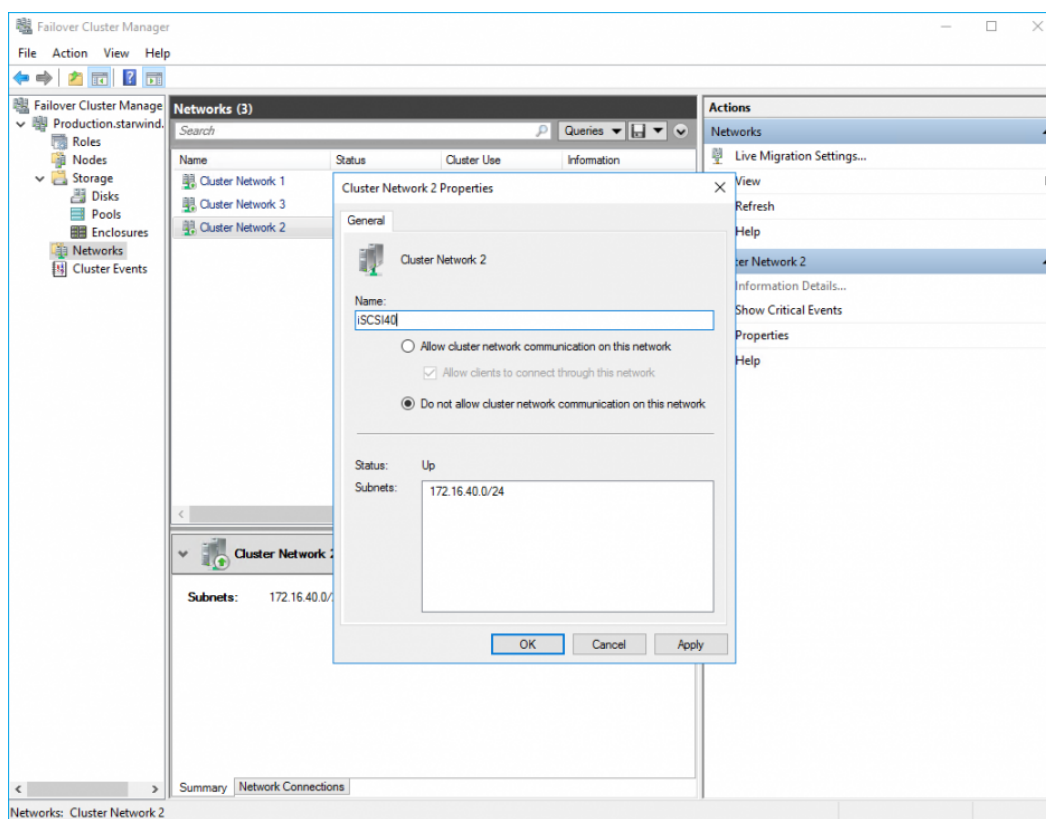 Failover Cluster Manager
File Action View Help
Failover Cluster Manage
Production.starwind.
Roles
Nodes
Storage
Disks
Pools
Enclosures
Networks
Cluster Events
Networks (3)
Search
Queries
Name Status Cluster Use Information
Cluster Network 1
Cluster Network 3
Cluster Network 2
Cluster Network 2 Properties
General
Cluster Network 2
Name:
iSCSI40
Allow cluster network communication on this network
Allow clients to connect through this network
Do not allow cluster network communication on this network
Status: Up
Subnets: 172.16.40.0/24
OK Cancel Apply
Cluster Network 2
Subnets: 172.16.40.0/
Summary Network Connections
Actions
Networks
Live Migration Settings...
View
Refresh
Help
ter Network 2
Information Details...
Show Critical Events
Properties
Help
Networks: Cluster Network 2